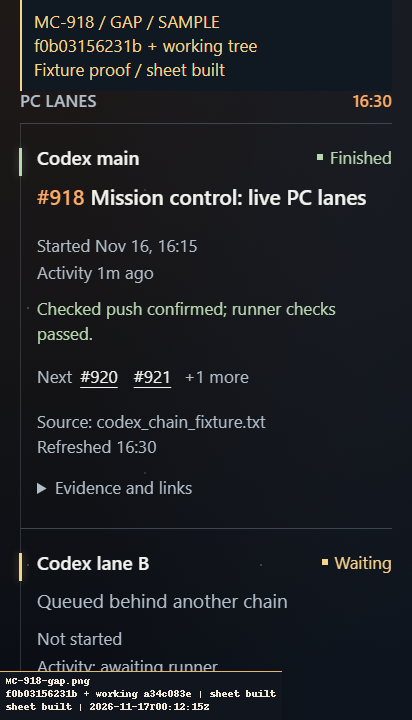 MC-918 / GAP / SAMPLE
f0b03156231b + working tree
Fixture proof / sheet built
PC LANES 16:30
Codex main Finished
#918 Mission control: live PC lanes
Started Nov 16, 16:15
Activity 1m ago
Checked push confirmed; runner checks
passed.
Next #920 #921 +1 more
Source: codex_chain_fixture.txt
Refreshed 16:30
Evidence and links
Codex lane B Waiting
Queued behind another chain
Not started
Activity: awaiting runner
MC-918-gap.png
f0b03156231b + working a34c083e | sheet built
sheet built | 2026-11-17T00:12:15Z